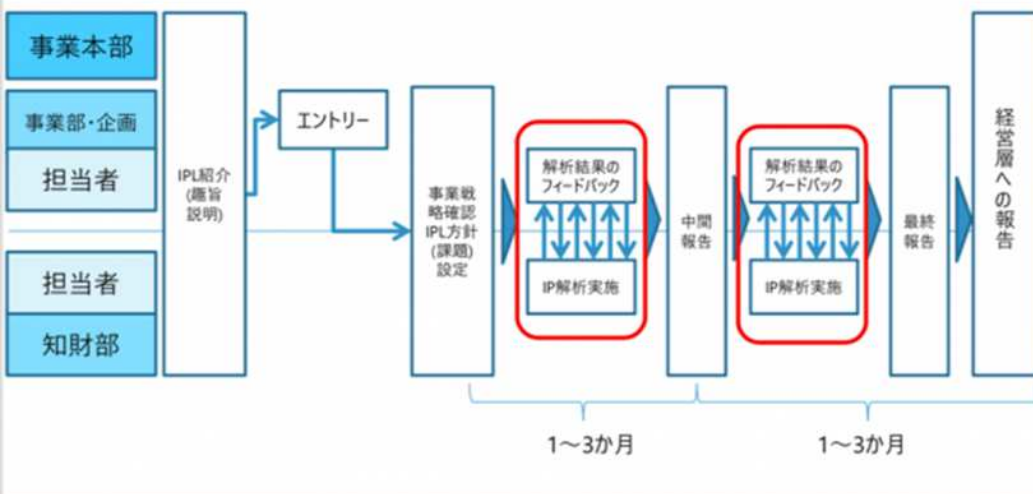 事業本部
事業部・企画
担当者
担当者
知財部
IPL紹介
(趣旨
説明)
エントリー
事業戦
略確認
IPL方針
(課題)
設定
解析結果の
フィードバック
IP解析実施
中間
報告
解析結果の
フィードバック
IP解析実施
最終
報告
経営層への報告
1～3か月
1～3か月